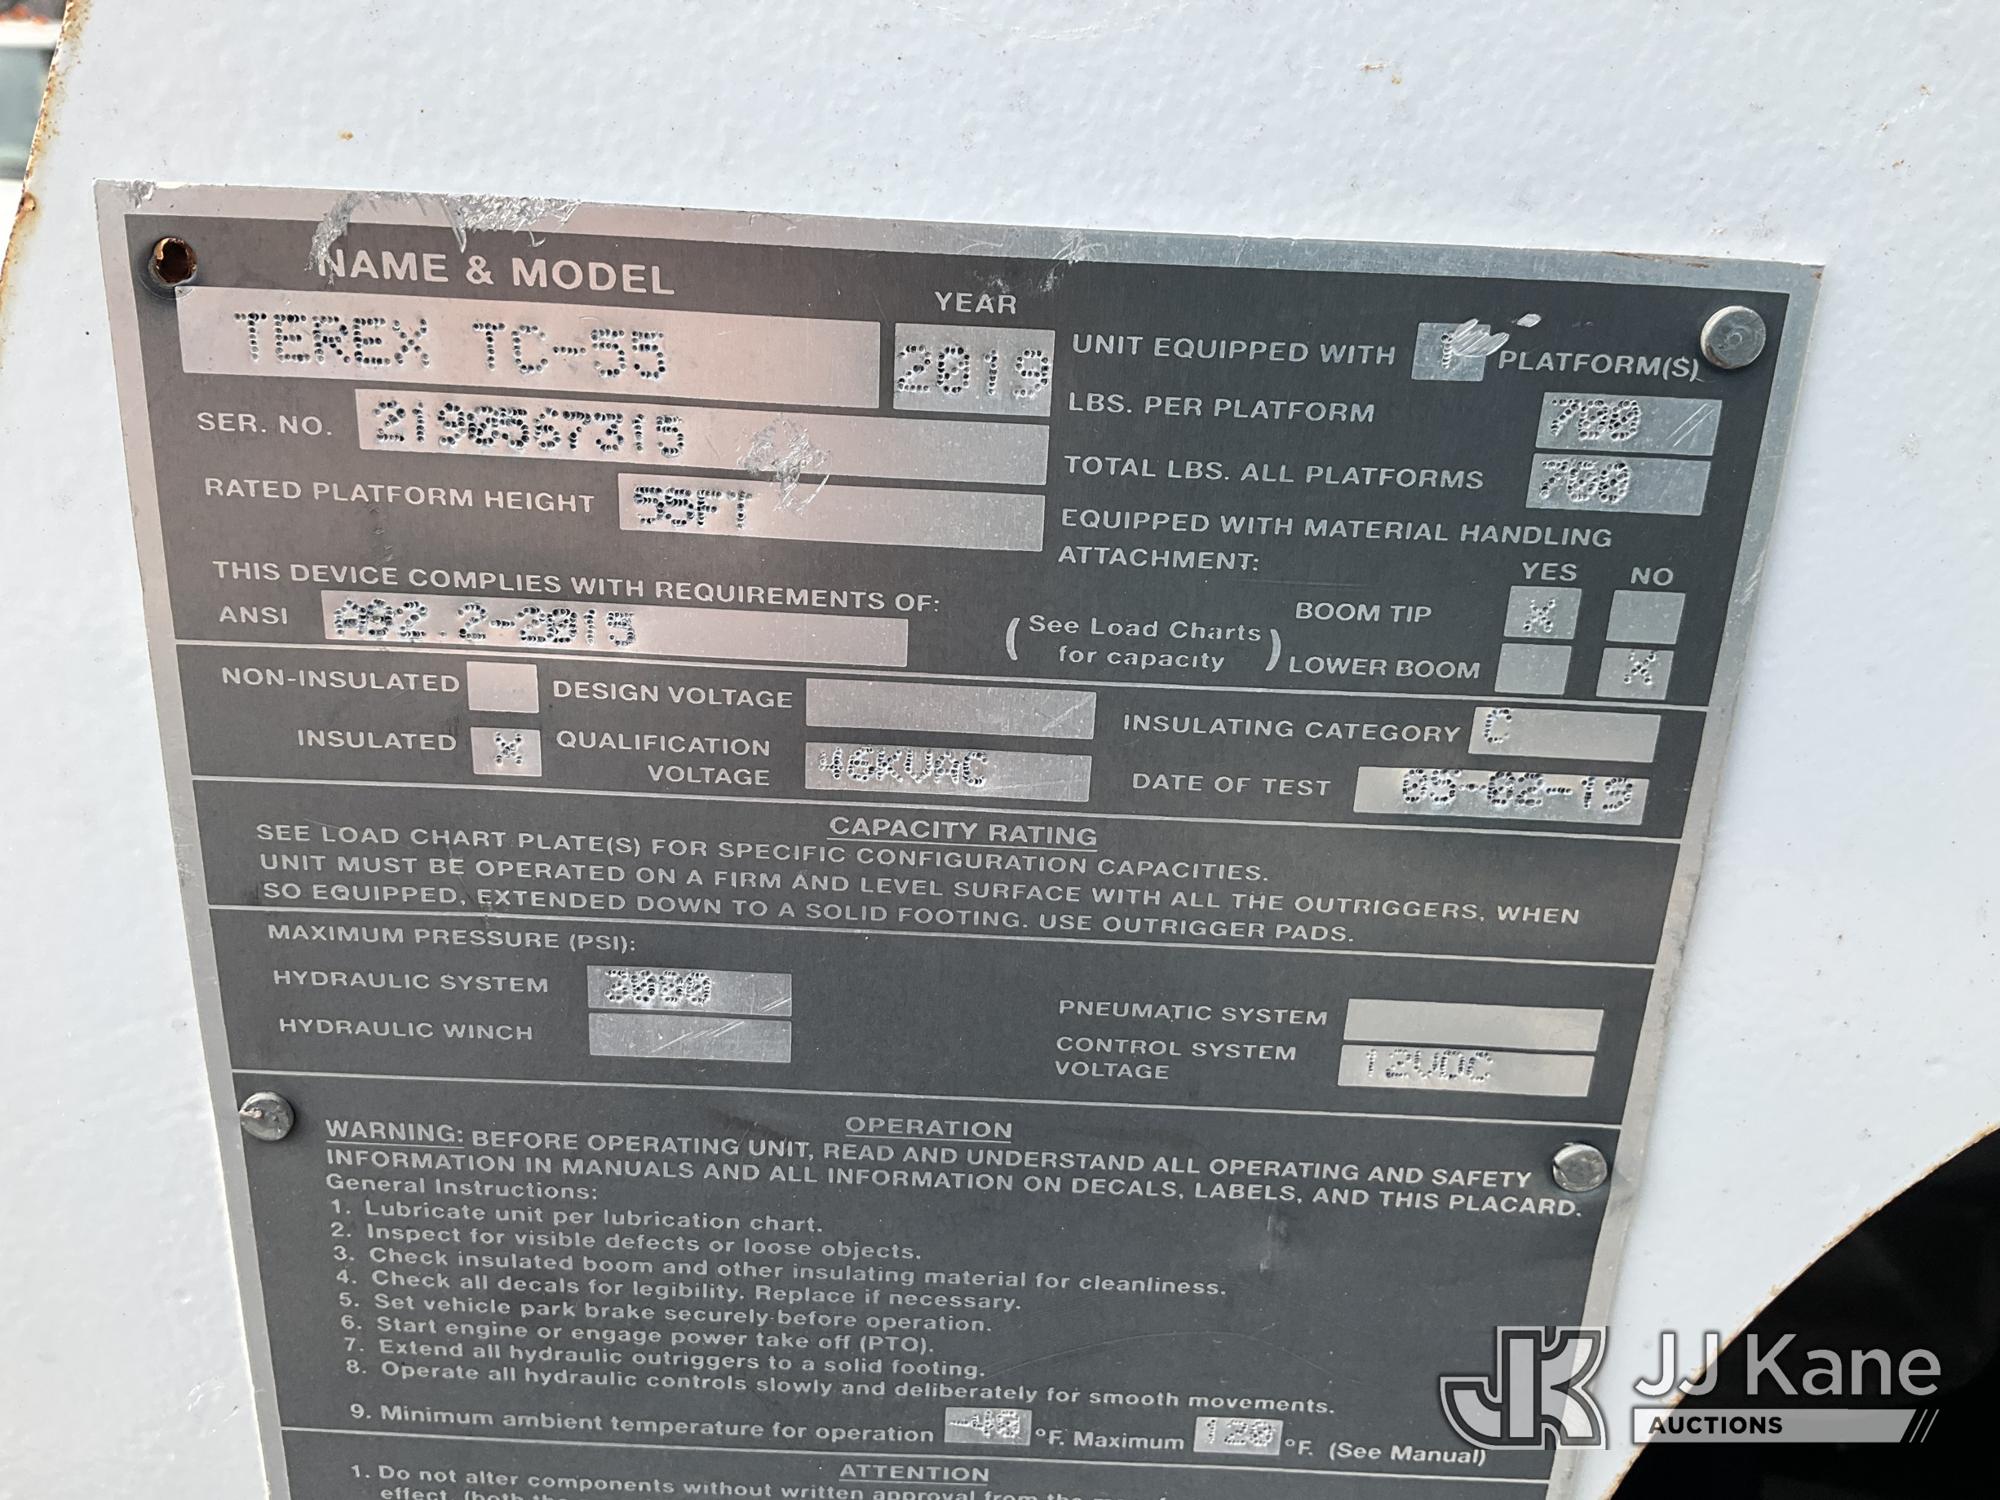 NAME & MODEL
TEREX TC-55
YEAR
2019
UNIT EQUIPPED WITH 1 PLATFORM(S)
SER. NO. 2190567315
LBS. PER PLATFORM 700
RATED PLATFORM HEIGHT 55FT
TOTAL LBS. ALL PLATFORMS 700
EQUIPPED WITH MATERIAL HANDLING
ATTACHMENT:
YES NO
THIS DEVICE COMPLIES WITH REQUIREMENTS OF:
ANSI A92.2-2015
(See Load Charts
for capacity)
BOOM TIP X
LOWER BOOM X
NON-INSULATED
DESIGN VOLTAGE
INSULATING CATEGORY C
INSULATED X
QUALIFICATION
VOLTAGE 46KVAC
DATE OF TEST 05-02-19
CAPACITY RATING
SEE LOAD CHART PLATE(S) FOR SPECIFIC CONFIGURATION CAPACITIES.
UNIT MUST BE OPERATED ON A FIRM AND LEVEL SURFACE WITH ALL THE OUTRIGGERS, WHEN
SO EQUIPPED, EXTENDED DOWN TO A SOLID FOOTING. USE OUTRIGGER PADS.
MAXIMUM PRESSURE (PSI):
HYDRAULIC SYSTEM 3000
PNEUMATIC SYSTEM
HYDRAULIC WINCH
CONTROL SYSTEM
VOLTAGE 12VDC
OPERATION
WARNING: BEFORE OPERATING UNIT, READ AND UNDERSTAND ALL OPERATING AND SAFETY
INFORMATION IN MANUALS AND ALL INFORMATION ON DECALS, LABELS, AND THIS PLACARD.
General Instructions:
1. Lubricate unit per lubrication chart.
2. Inspect for visible defects or loose objects.
3. Check insulated boom and other insulating material for cleanliness.
4. Check all decals for legibility. Replace if necessary.
5. Set vehicle park brake securely before operation.
6. Start engine or engage power take off (PTO).
7. Extend all hydraulic outriggers to a solid footing.
8. Operate all hydraulic controls slowly and deliberately for smooth movements.
9. Minimum ambient temperature for operation -40 °F. Maximum 120 °F. (See Manual)
ATTENTION
1. Do not alter components without written approval from the
effect. (both
JK JJ Kane
AUCTIONS